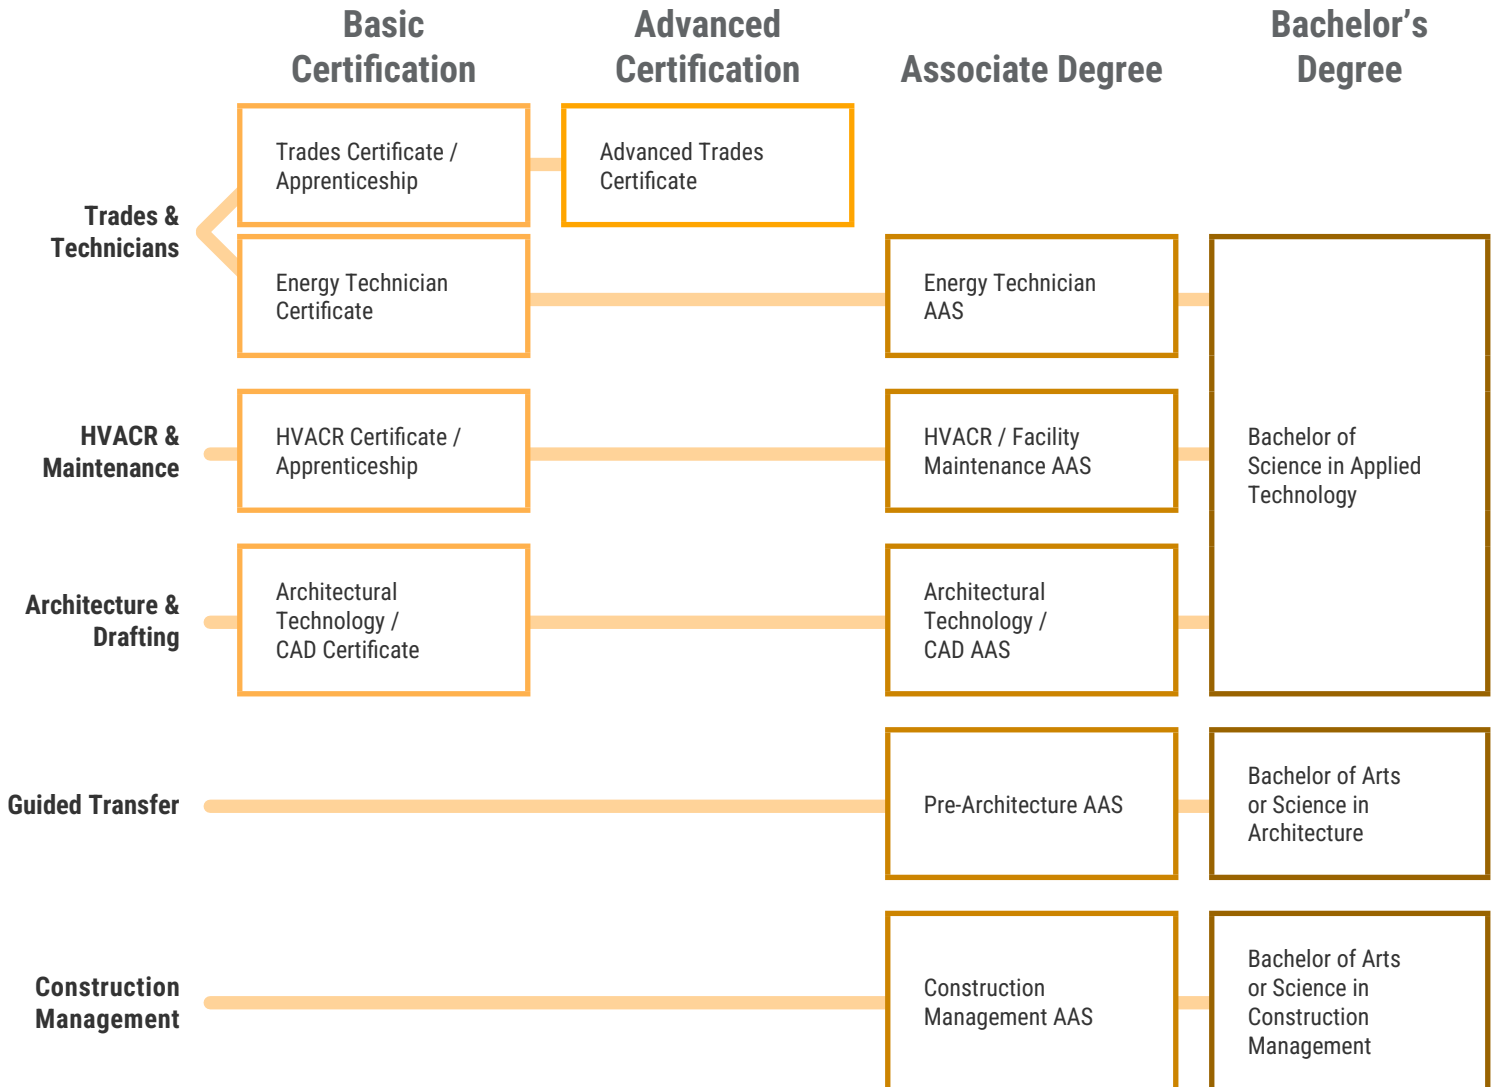 Basic
Certification
Advanced
Certification
Associate Degree
Bachelor’s
Degree
Trades &
Technicians
Trades Certificate /
Apprenticeship
Advanced Trades
Certificate
Energy Technician
Certificate
Energy Technician
AAS
HVACR &
Maintenance
HVACR Certificate /
Apprenticeship
HVACR / Facility
Maintenance AAS
Bachelor of
Science in Applied
Technology
Architecture &
Drafting
Architectural
Technology /
CAD Certificate
Architectural
Technology /
CAD AAS
Guided Transfer
Pre-Architecture AAS
Bachelor of Arts
or Science in
Architecture
Construction
Management
Construction
Management AAS
Bachelor of Arts
or Science in
Construction
Management